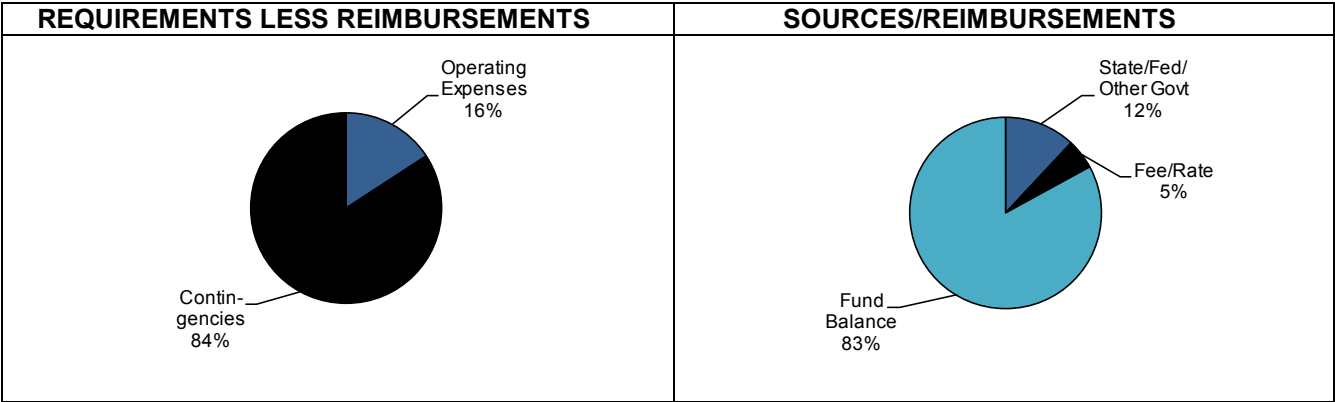 REQUIREMENTS LESS REIMBURSEMENTS
Operating
Expenses
16%
Contin-
gencies
84%
SOURCES/REIMBURSEMENTS
State/Fed/
Other Govt
12%
Fee/Rate
5%
Fund
Balance
83%